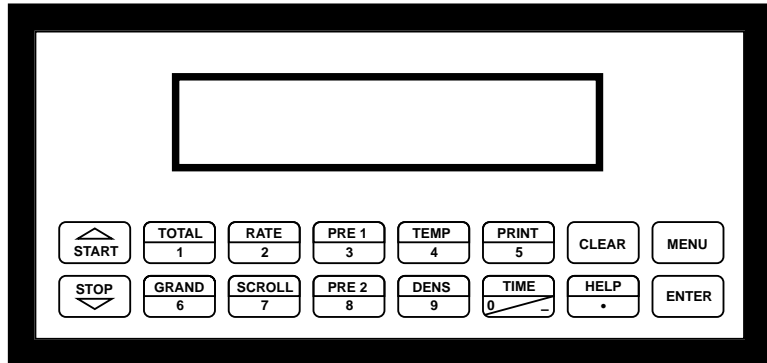 TOTAL RATE PRE 1 TEMP PRINT
START 1 2 3 4 5 CLEAR MENU
STOP GRAND SCROLL PRE 2 DENS TIME HELP
6 7 8 9 0 – • ENTER